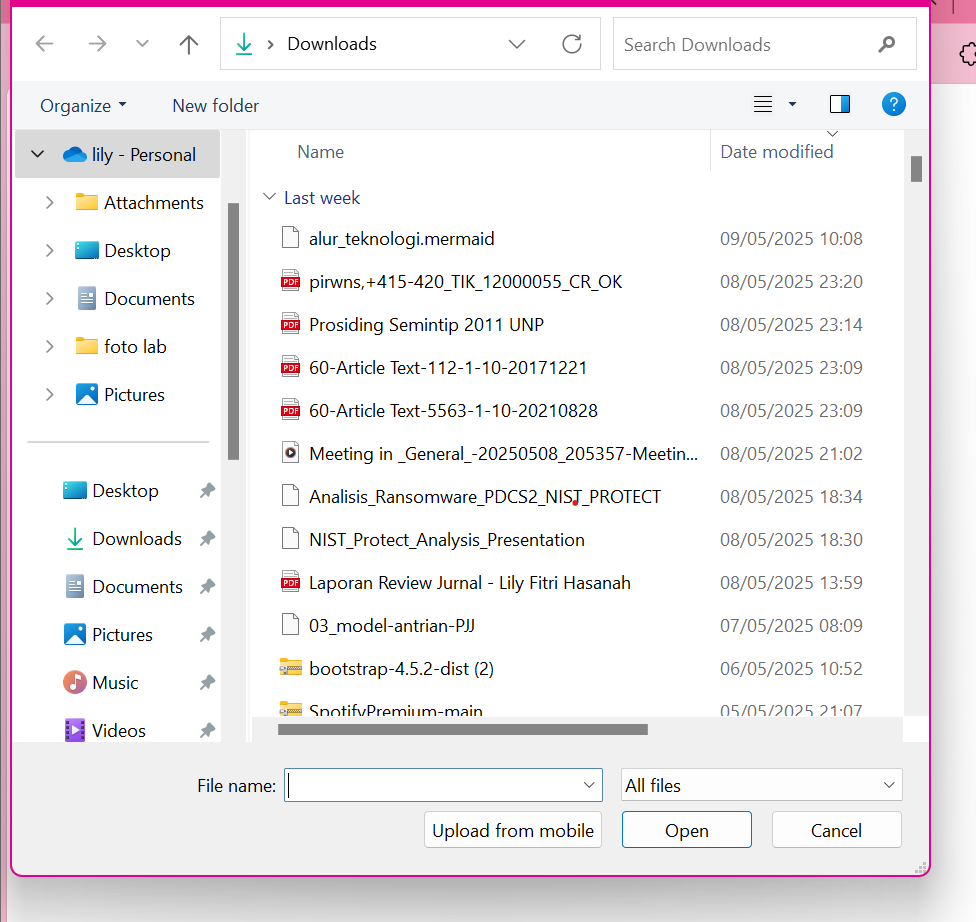 Downloads
Search Downloads
Organize
New folder
?
lily - Personal
Attachments
Desktop
Documents
foto lab
Pictures
Desktop
Downloads
Documents
Pictures
Music
Videos
Name Date modified
Last week
alur_teknologi.mermaid 09/05/2025 10:08
PDF pirwns,+415-420_TIK_12000055_CR_OK 08/05/2025 23:20
PDF Prosiding Semintip 2011 UNP 08/05/2025 23:14
PDF 60-Article Text-112-1-10-20171221 08/05/2025 23:09
PDF 60-Article Text-5563-1-10-20210828 08/05/2025 23:09
Meeting in _General_-20250508_205357-Meetin... 08/05/2025 21:02
Analisis_Ransomware_PDCS2_NIST_PROTECT 08/05/2025 18:34
NIST_Protect_Analysis_Presentation 08/05/2025 18:30
PDF Laporan Review Jurnal - Lily Fitri Hasanah 08/05/2025 13:59
03_model-antrian-PJJ 07/05/2025 08:09
bootstrap-4.5.2-dist (2) 06/05/2025 10:52
SpotifyPremium-main 05/05/2025 21:07
File name:
All files
Upload from mobile
Open
Cancel